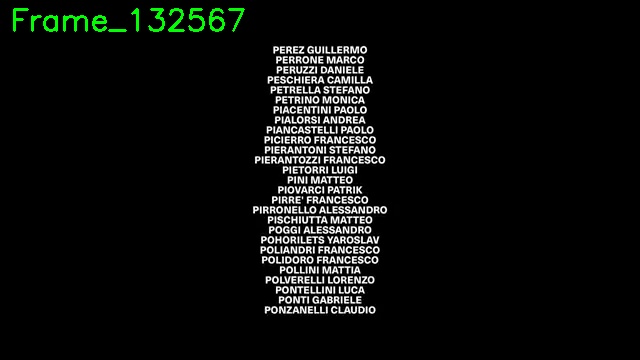 Frame_132567
PEREZ GUILLERMO
PERRONE MARCO
PERUZZI DANIELE
PESCHIERA CAMILLA
PETRELLA STEFANO
PETRINO MONICA
PIACENTINI PAOLO
PIALORSI ANDREA
PIANCASTELLI PAOLO
PICIERRO FRANCESCO
PIERANTONI STEFANO
PIERANTOZZI FRANCESCO
PIETORRI LUIGI
PINI MATTEO
PIOVARCI PATRIK
PIRRE' FRANCESCO
PIRRONELLO ALESSANDRO
PISCHIUTTA MATTEO
POGGI ALESSANDRO
POHORILETS YAROSLAV
POLIANDRI FRANCESCO
POLIDORO FRANCESCO
POLLINI MATTIA
POLVERELLI LORENZO
PONTELLINI LUCA
PONTI GABRIELE
PONZANELLI CLAUDIO